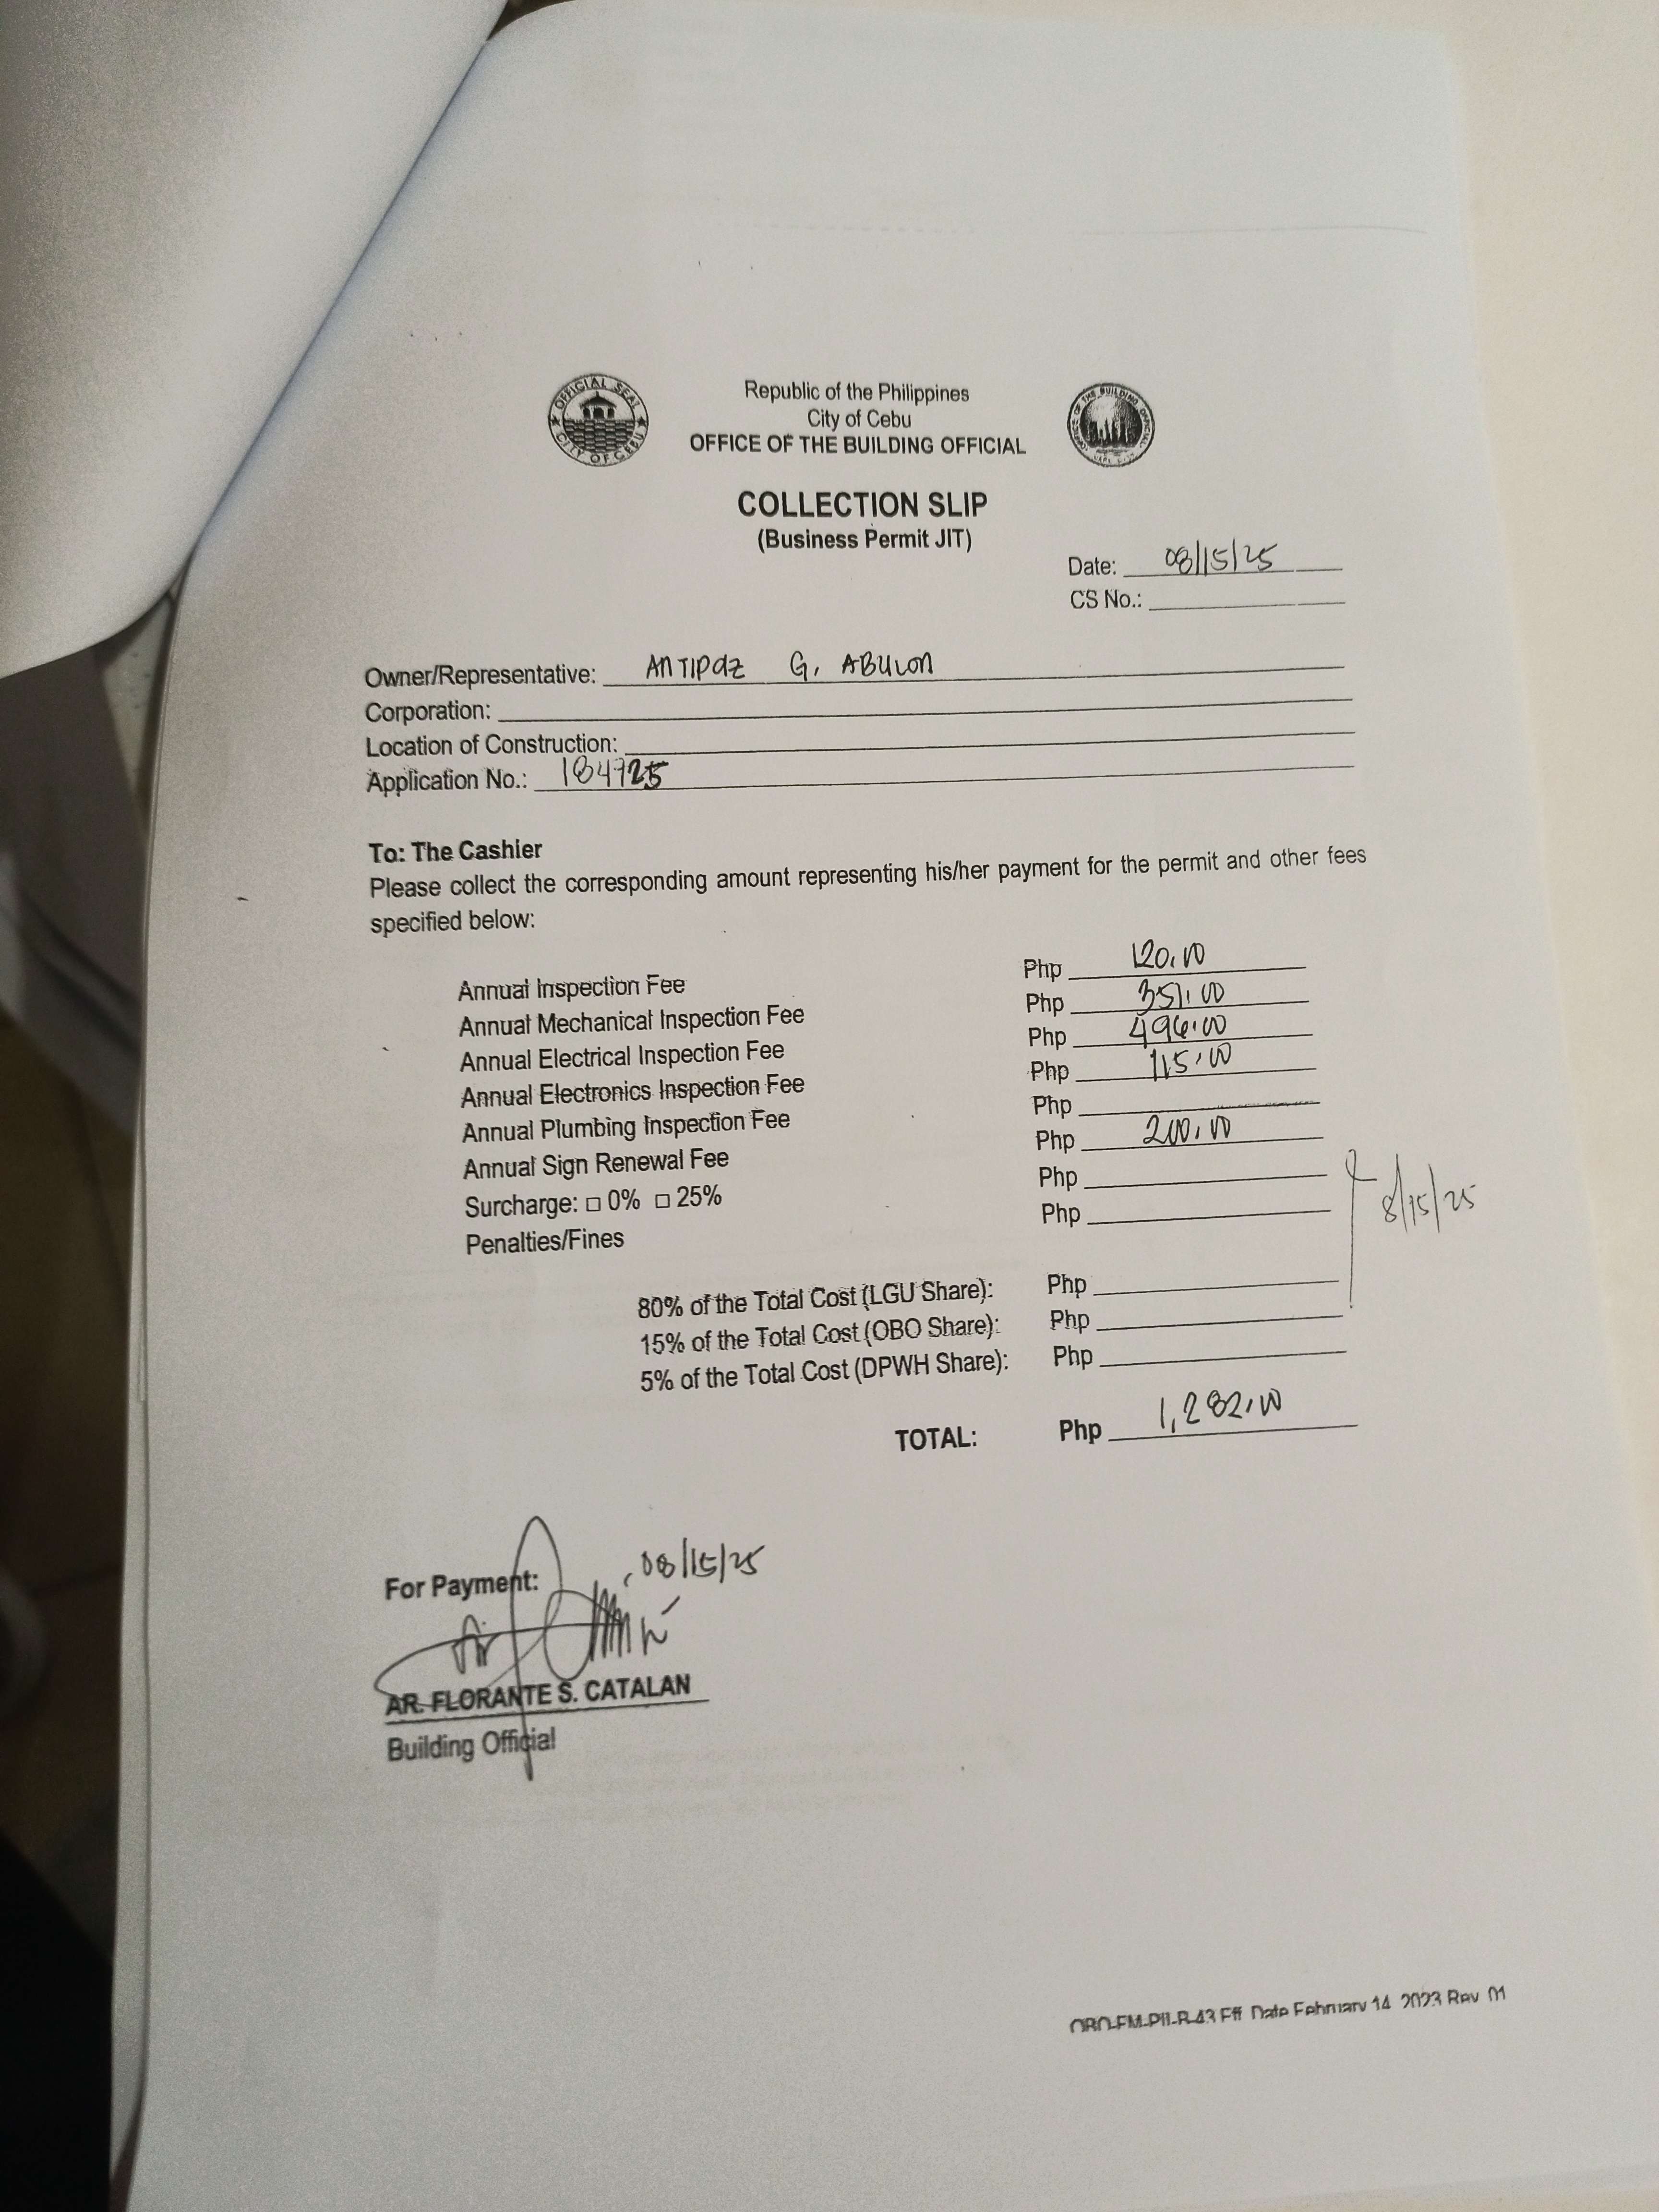 Republic of the Philippines
City of Cebu
OFFICE OF THE BUILDING OFFICIAL
OFFICIAL SEAL
CITY OF CEBU
OFFICE OF THE BUILDING OFFICIAL
COLLECTION SLIP
(Business Permit JIT)
Date: 08/15/25
CS No.:
Owner/Representative: ANTIPAZ G. ABULON
Corporation:
Location of Construction:
Application No.: 184725
To: The Cashier
Please collect the corresponding amount representing his/her payment for the permit and other fees
specified below:
Annual Inspection Fee Php 120.00
Annual Mechanical Inspection Fee Php 351.00
Annual Electrical Inspection Fee Php 496.00
Annual Electronics Inspection Fee Php 115.00
Annual Plumbing Inspection Fee Php
Annual Sign Renewal Fee Php 200.00
Surcharge: □ 0% □ 25% Php
Penalties/Fines Php
8/15/25
80% of the Total Cost (LGU Share): Php
15% of the Total Cost (OBO Share): Php
5% of the Total Cost (DPWH Share): Php
TOTAL: Php 1,282.00
For Payment: 08/15/25
AR. FLORANTE S. CATALAN
Building Official
OBO-FM-PII-B-43 Eff. Date February 14, 2023 Rev. 01